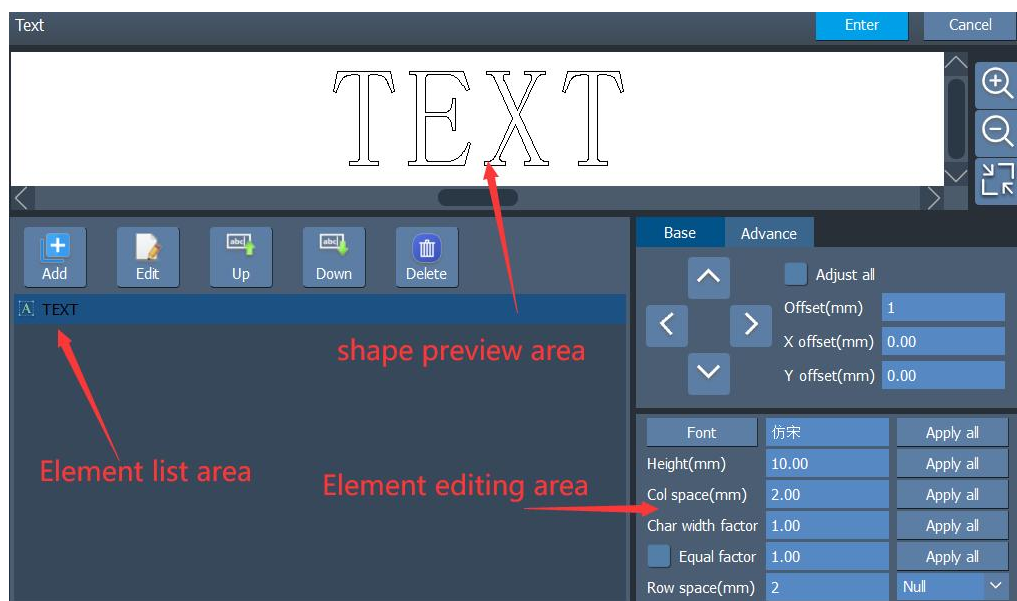 Text
Enter
Cancel
TEXT
Add
Edit
Up
Down
Delete
TEXT
shape preview area
Element list area
Element editing area
Base
Advance
Adjust all
Offset(mm) 1
X offset(mm) 0.00
Y offset(mm) 0.00
Font 仿宋 Apply all
Height(mm) 10.00 Apply all
Col space(mm) 2.00 Apply all
Char width factor 1.00 Apply all
Equal factor 1.00 Apply all
Row space(mm) 2 Null